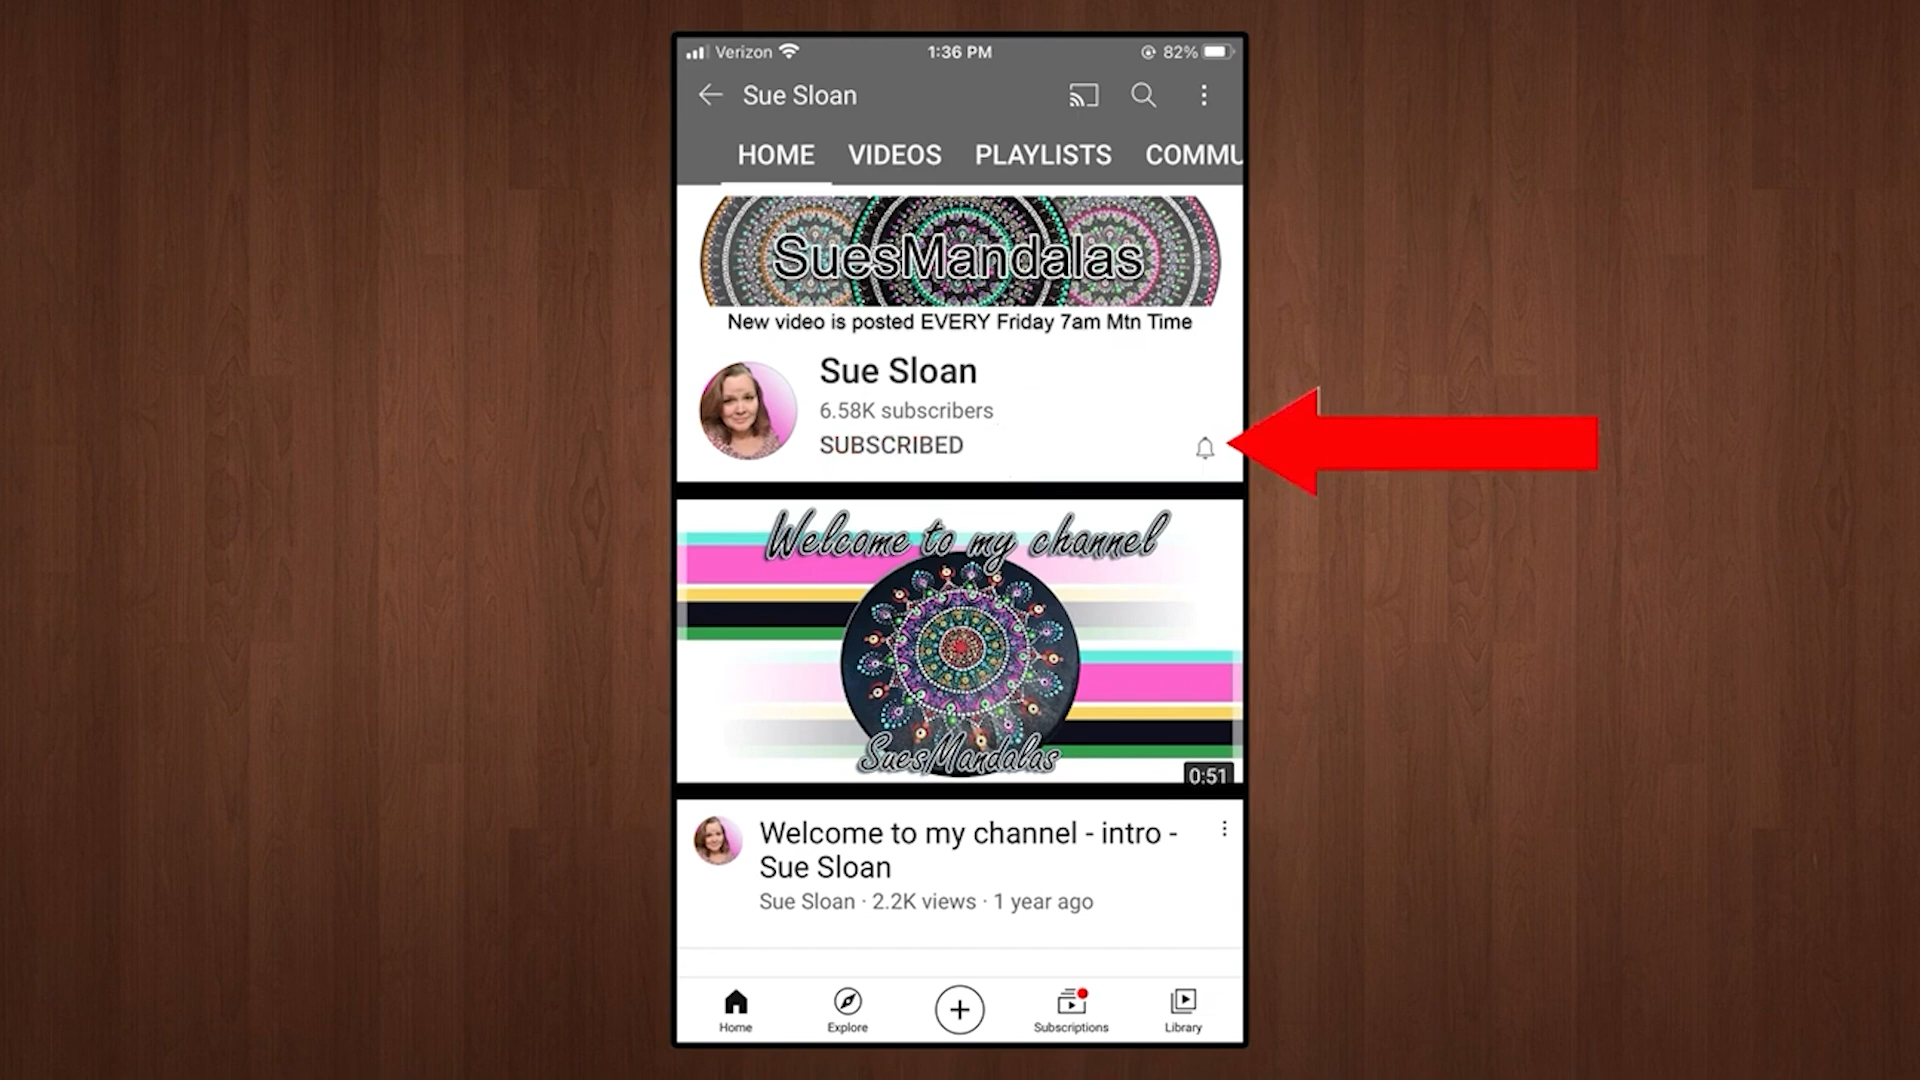 Verizon 1:36 PM 82%
Sue Sloan
HOME VIDEOS PLAYLISTS COMMU
SuesMandalas
New video is posted EVERY Friday 7am Mtn Time
Sue Sloan
6.58K subscribers
SUBSCRIBED
Welcome to my channel
SuesMandalas
0:51
Welcome to my channel - intro -
Sue Sloan
Sue Sloan · 2.2K views · 1 year ago
Home Explore Subscriptions Library